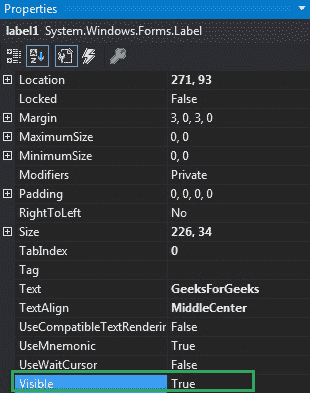 Properties
label1 System.Windows.Forms.Label
Location 271, 93
Locked False
Margin 3, 0, 3, 0
MaximumSize 0, 0
MinimumSize 0, 0
Modifiers Private
Padding 0, 0, 0, 0
RightToLeft No
Size 226, 34
TabIndex 0
Tag
Text GeeksForGeeks
TextAlign MiddleCenter
UseCompatibleTextRenderin False
UseMnemonic True
UseWaitCursor False
Visible True